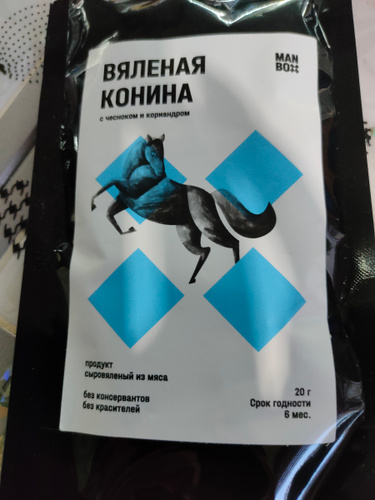 ВЯЛЕНАЯ
КОНИНА
с чесноком и кориандром
MAN
BOX
продукт
сыровяленый из мяса
без консервантов
без красителей
20 г
Срок годности
6 мес.